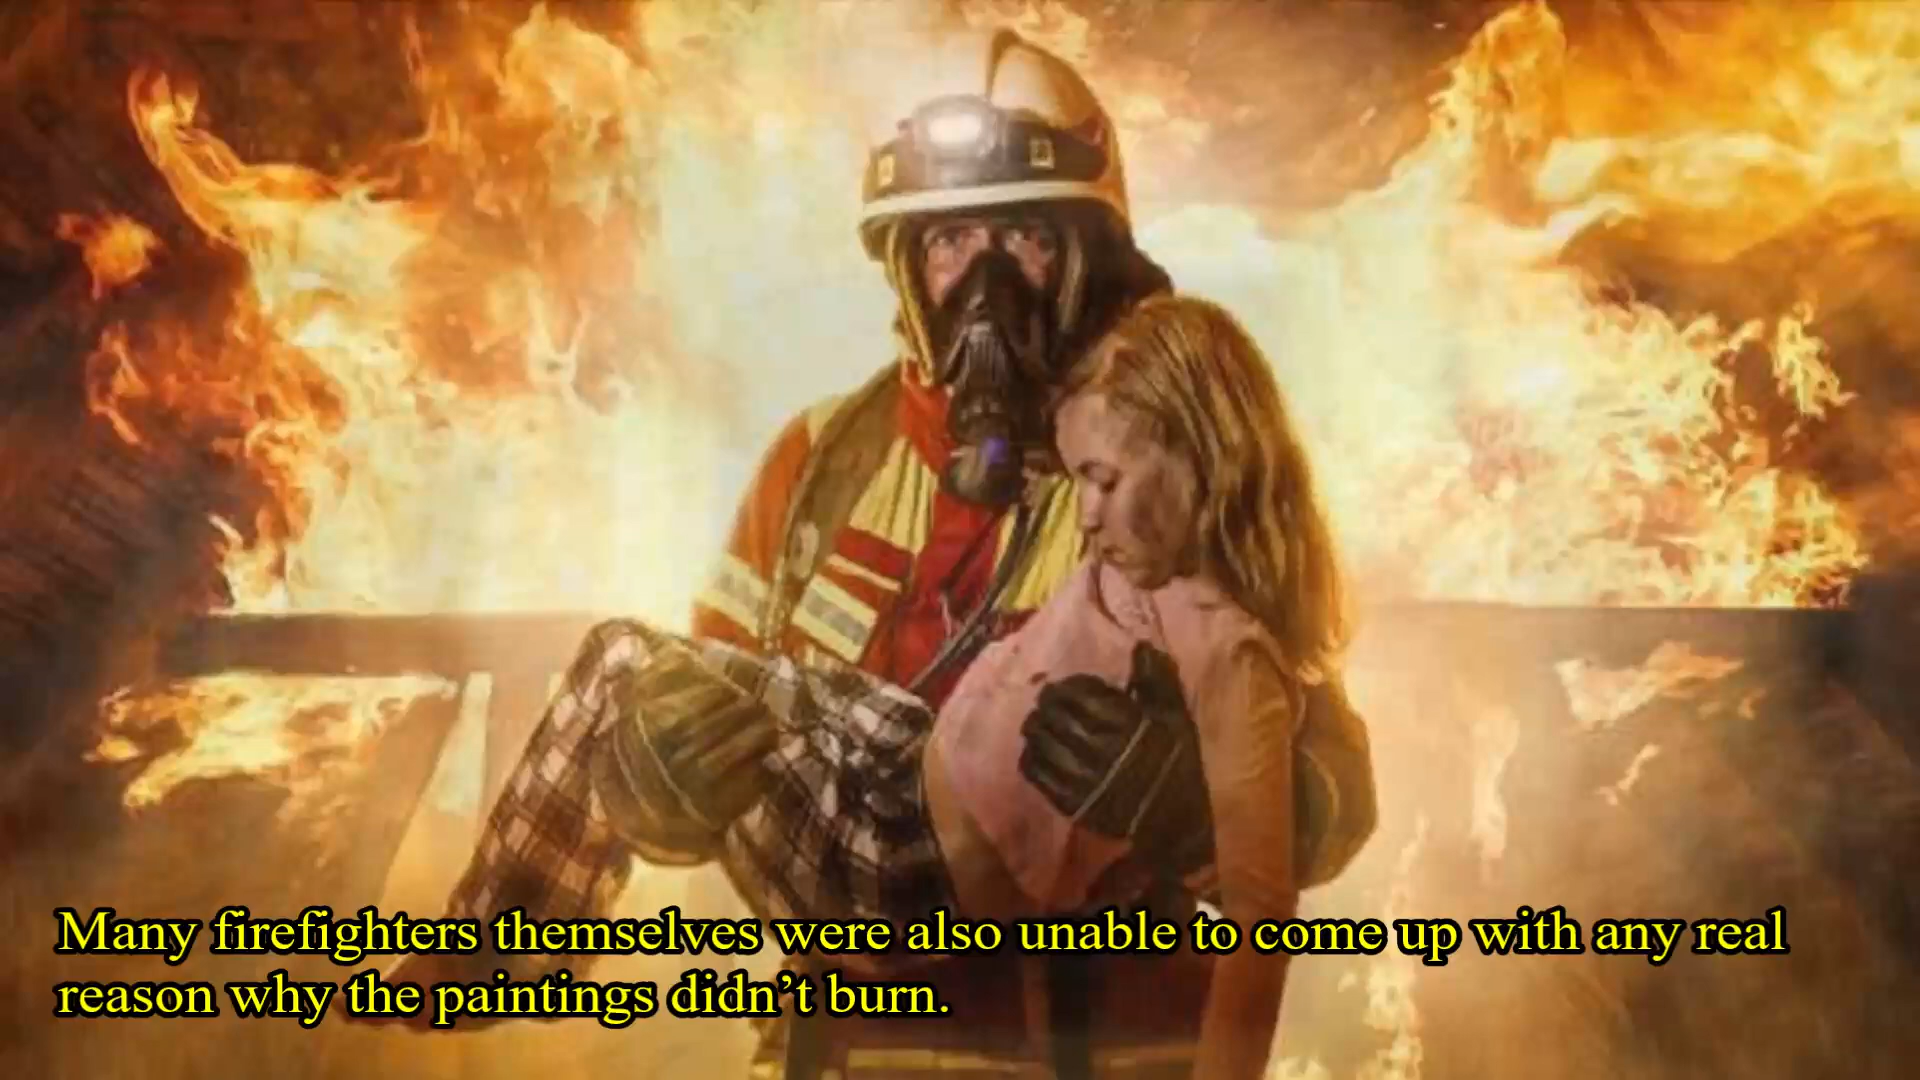 Many firefighters themselves were also unable to come up with any real
reason why the paintings didn’t burn.